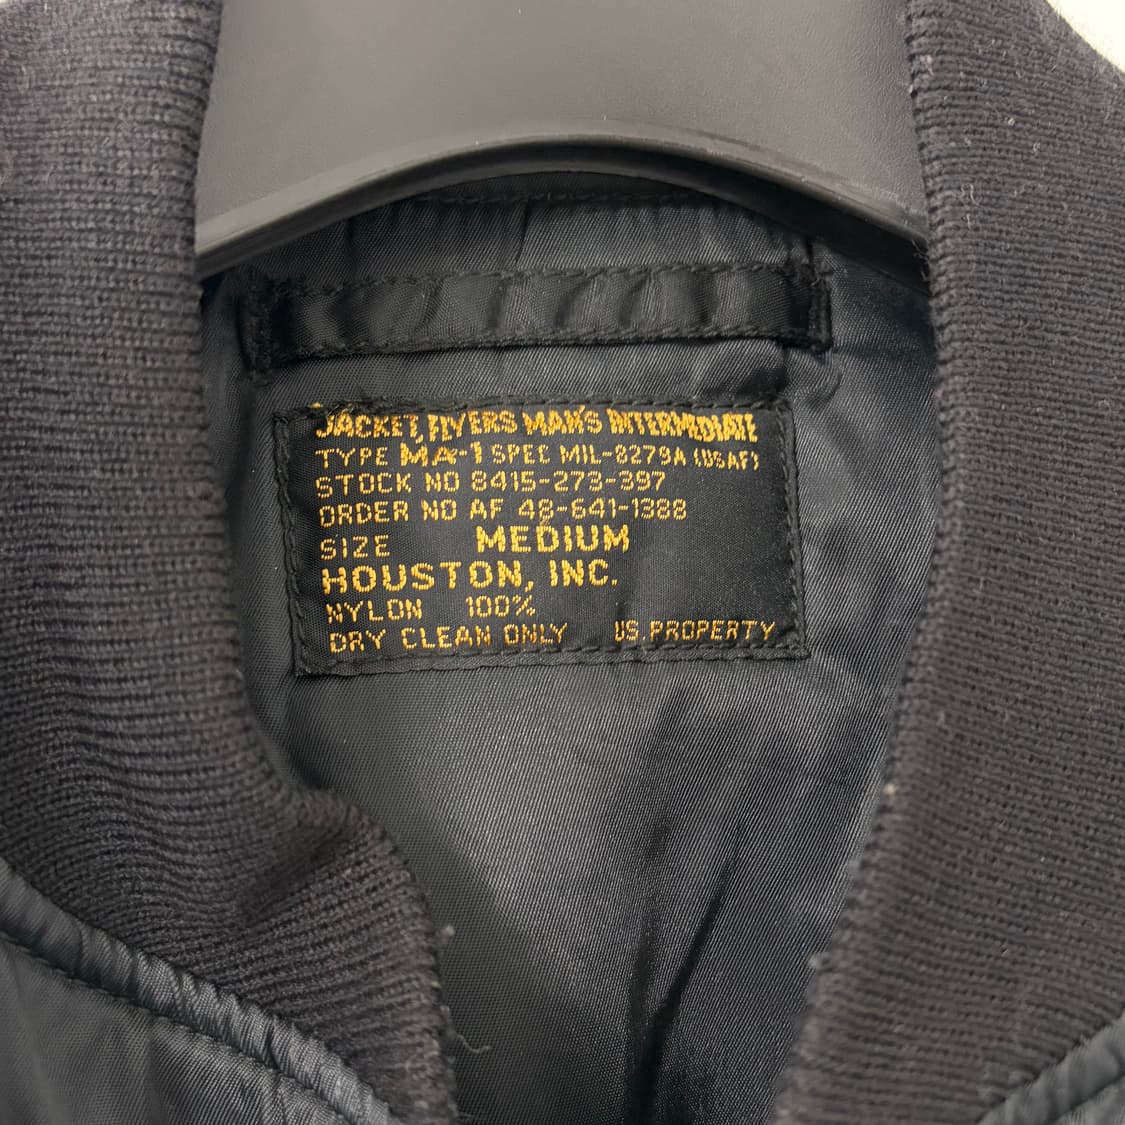 JACKET, FLYERS MAN'S INTERMEDIATE
TYPE MA-1 SPEC MIL-8279A (USAF)
STOCK NO 8415-273-397
ORDER NO AF 48-641-1388
SIZE MEDIUM
HOUSTON, INC.
NYLON 100%
DRY CLEAN ONLY US.PROPERTY